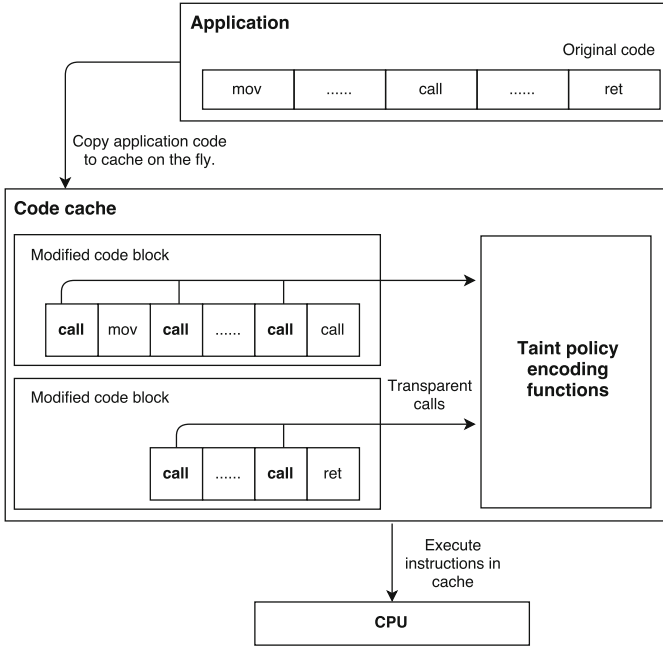 Application
Original code
mov ...... call ...... ret
Copy application code
to cache on the fly.
Code cache
Modified code block
call mov call ...... call call
Taint policy
encoding
functions
Modified code block
Transparent
calls
call ...... call ret
Execute
instructions in
cache
CPU